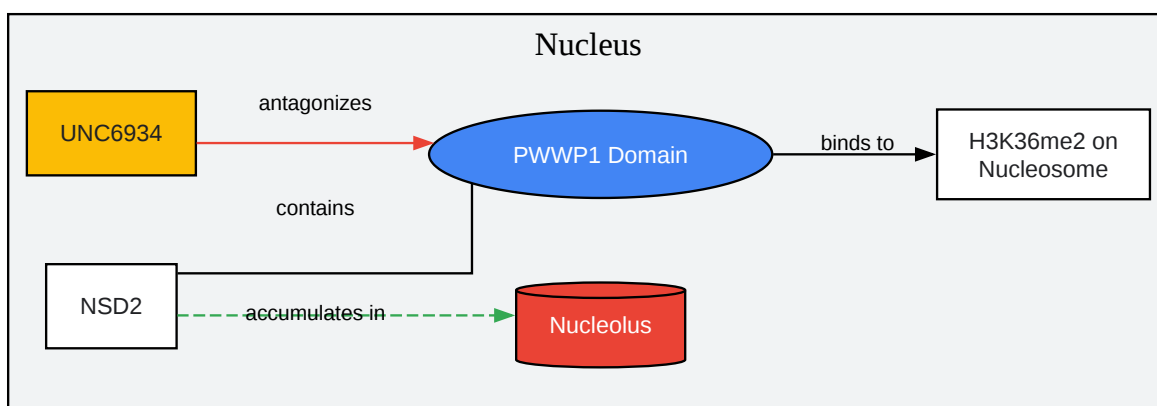 Nucleus
antagonizes
UNC6934
PWWP1 Domain
binds to
H3K36me2 on
Nucleosome
contains
NSD2
accumulates in
Nucleolus